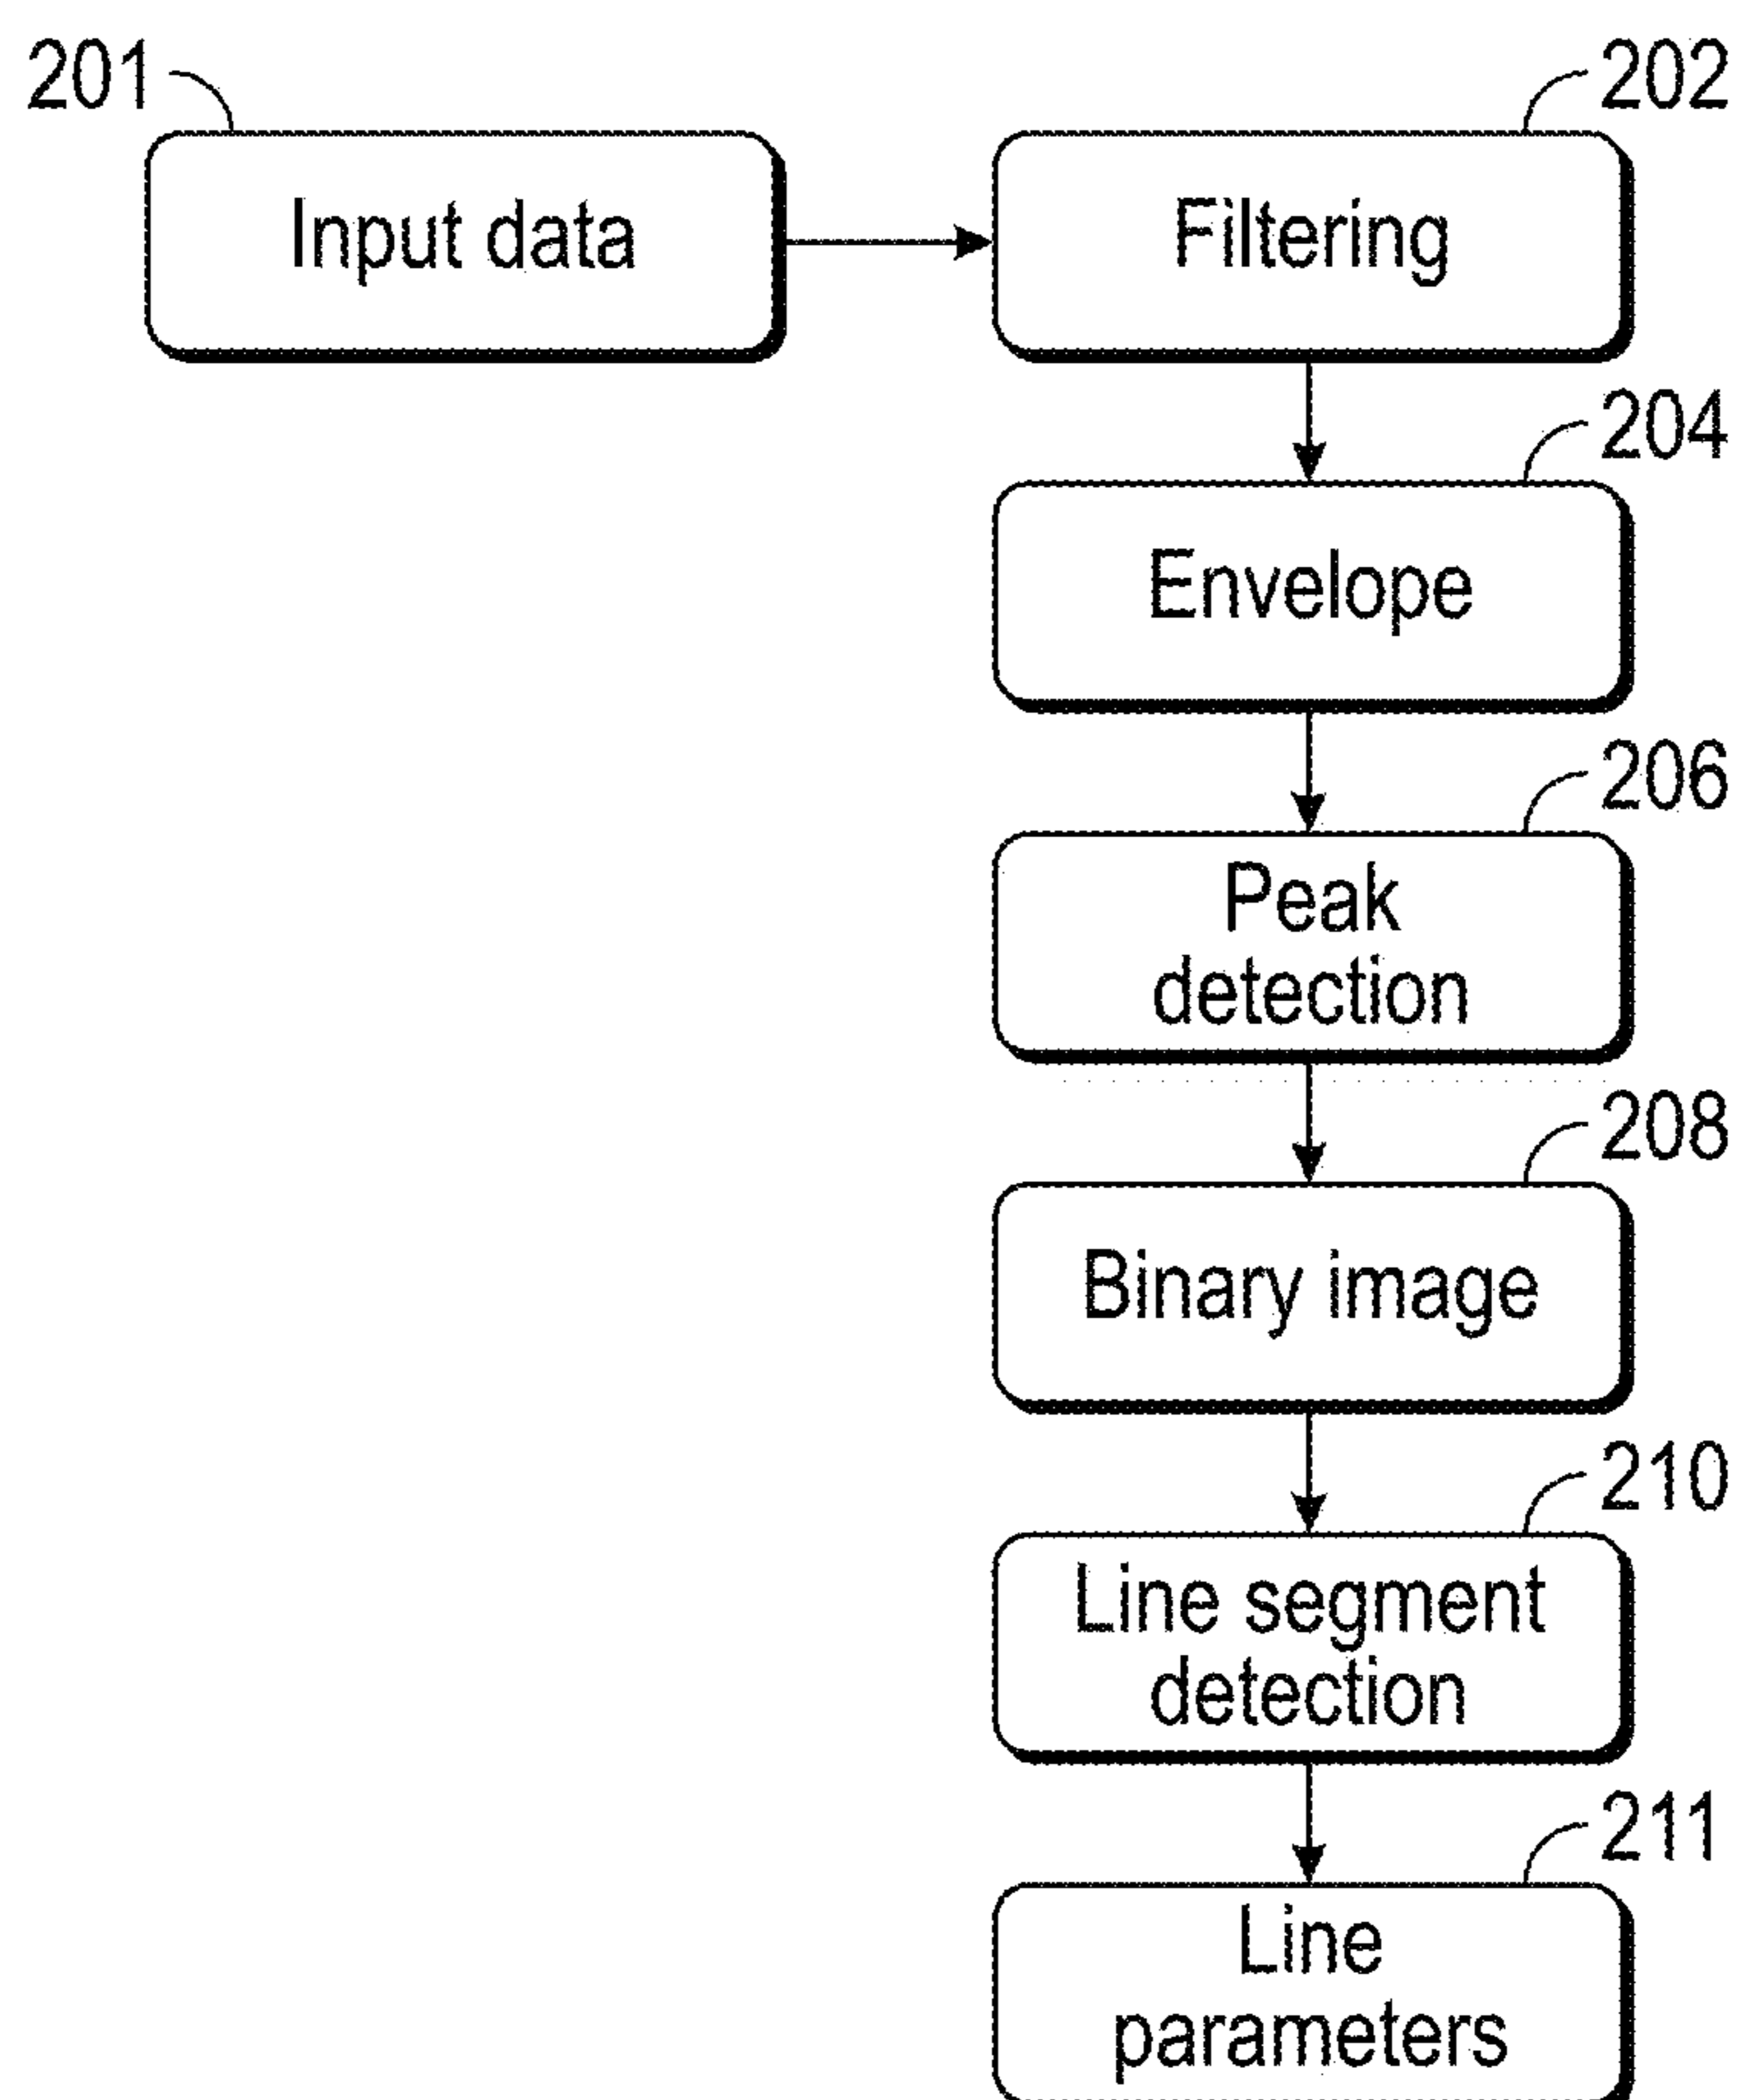 201
202
Input data
Filtering
204
Envelope
206
Peak
detection
208
Binary image
210
Line segment
detection
211
Line
parameters